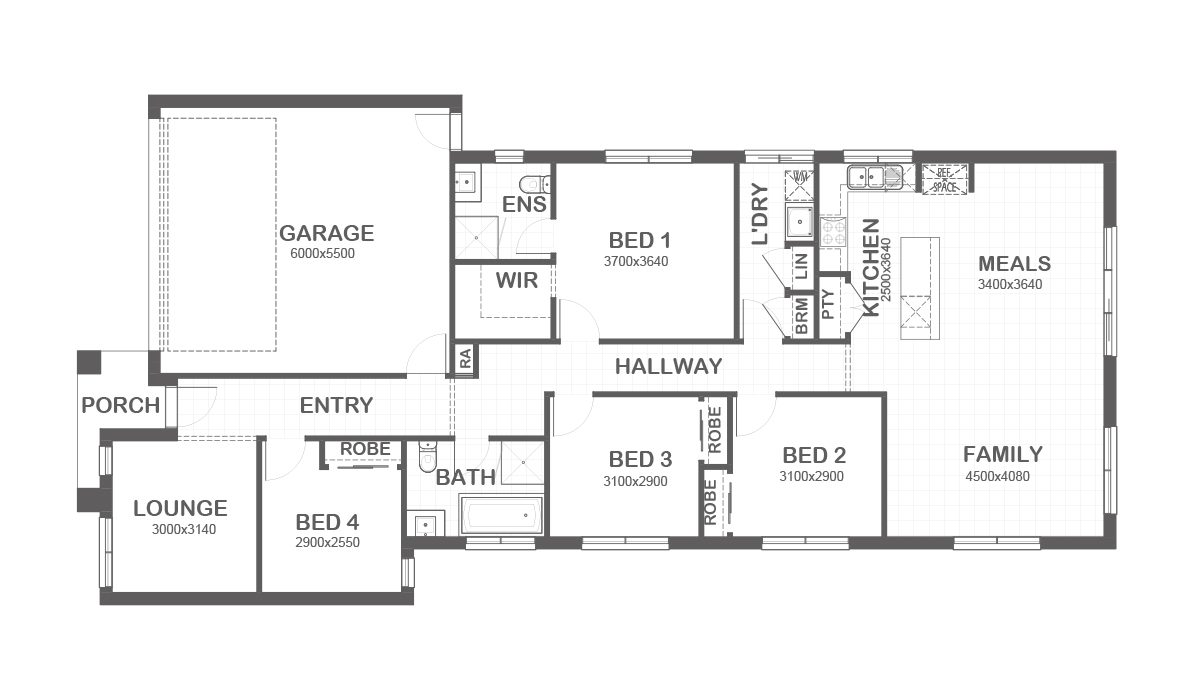 GARAGE
6000x5500
ENS
WIR
BED 1
3700x3640
L'DRY
WM
LIN
BRM
PTY
KITCHEN
2500x3640
REF
SPACE
MEALS
3400x3640
RA
HALLWAY
PORCH
ENTRY
ROBE
BATH
BED 3
3100x2900
ROBE
ROBE
BED 2
3100x2900
FAMILY
4500x4080
LOUNGE
3000x3140
BED 4
2900x2550